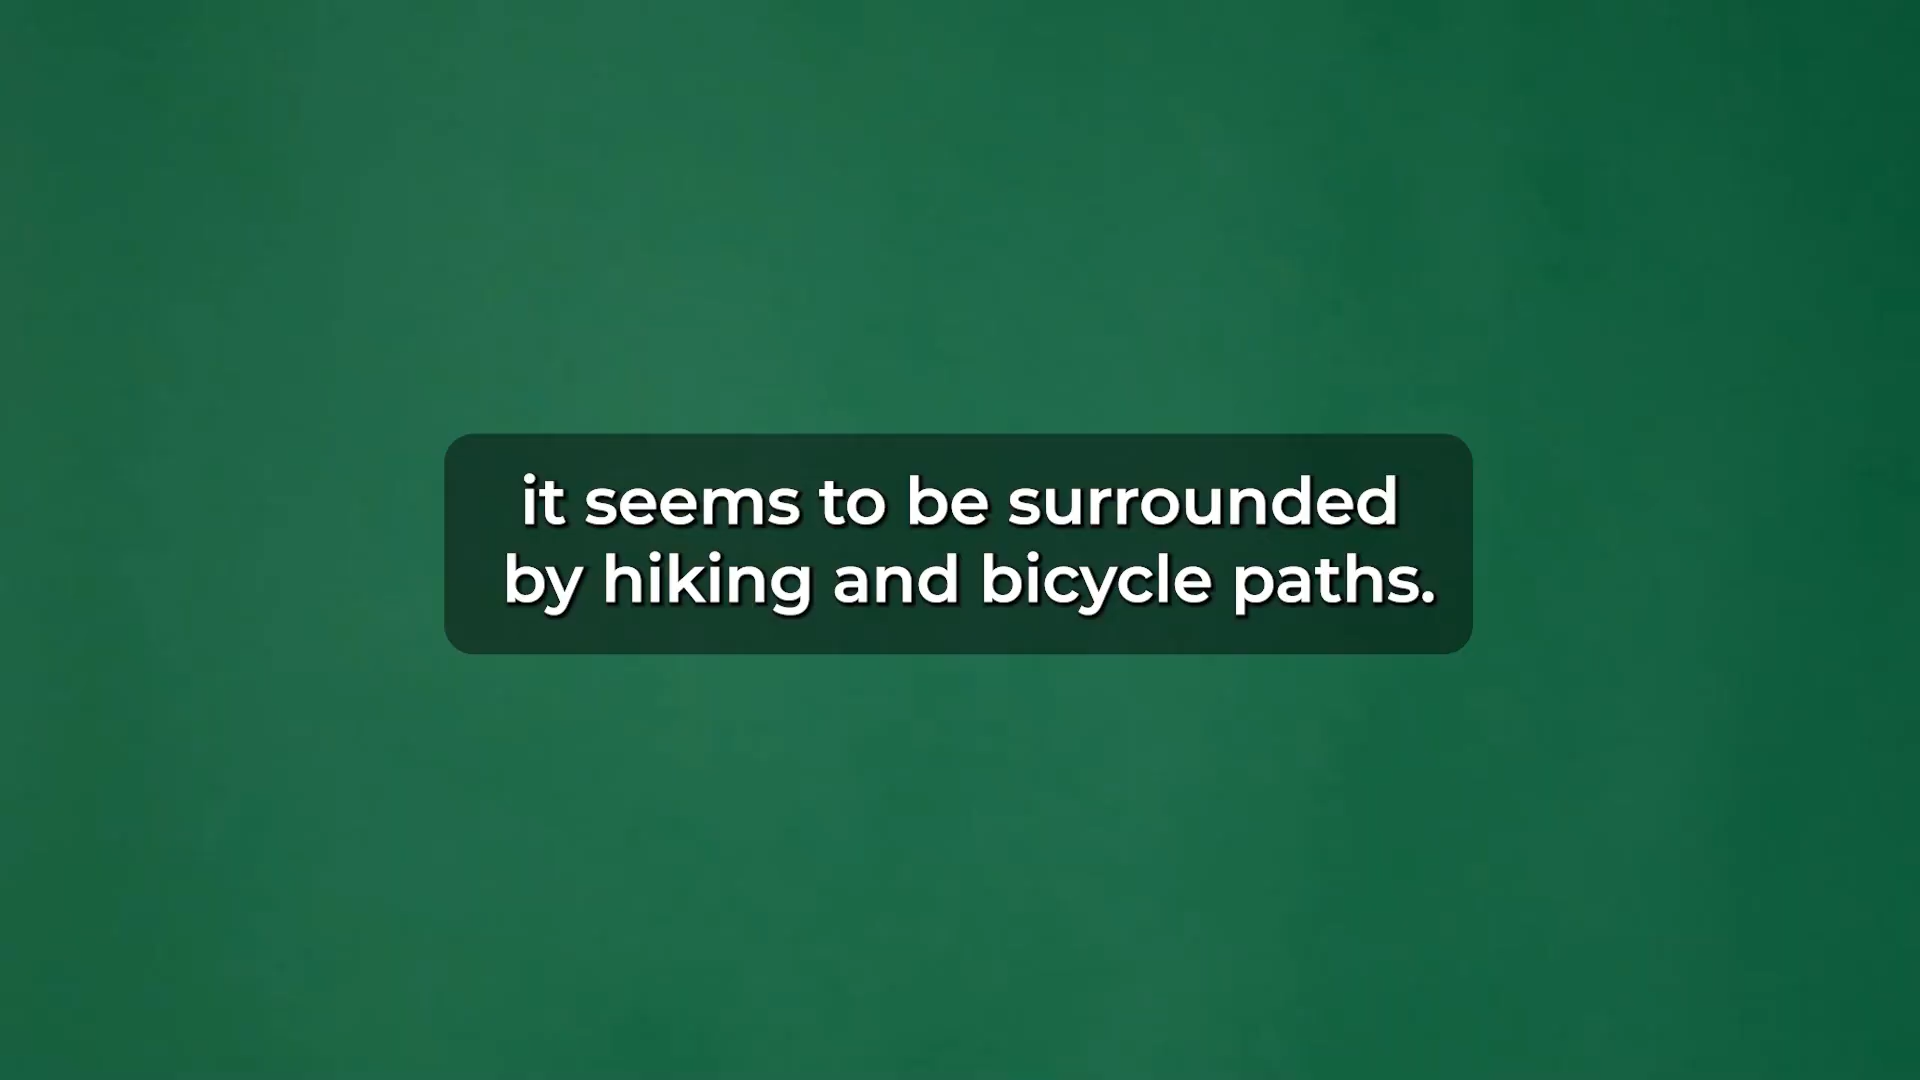 it seems to be surrounded
by hiking and bicycle paths.